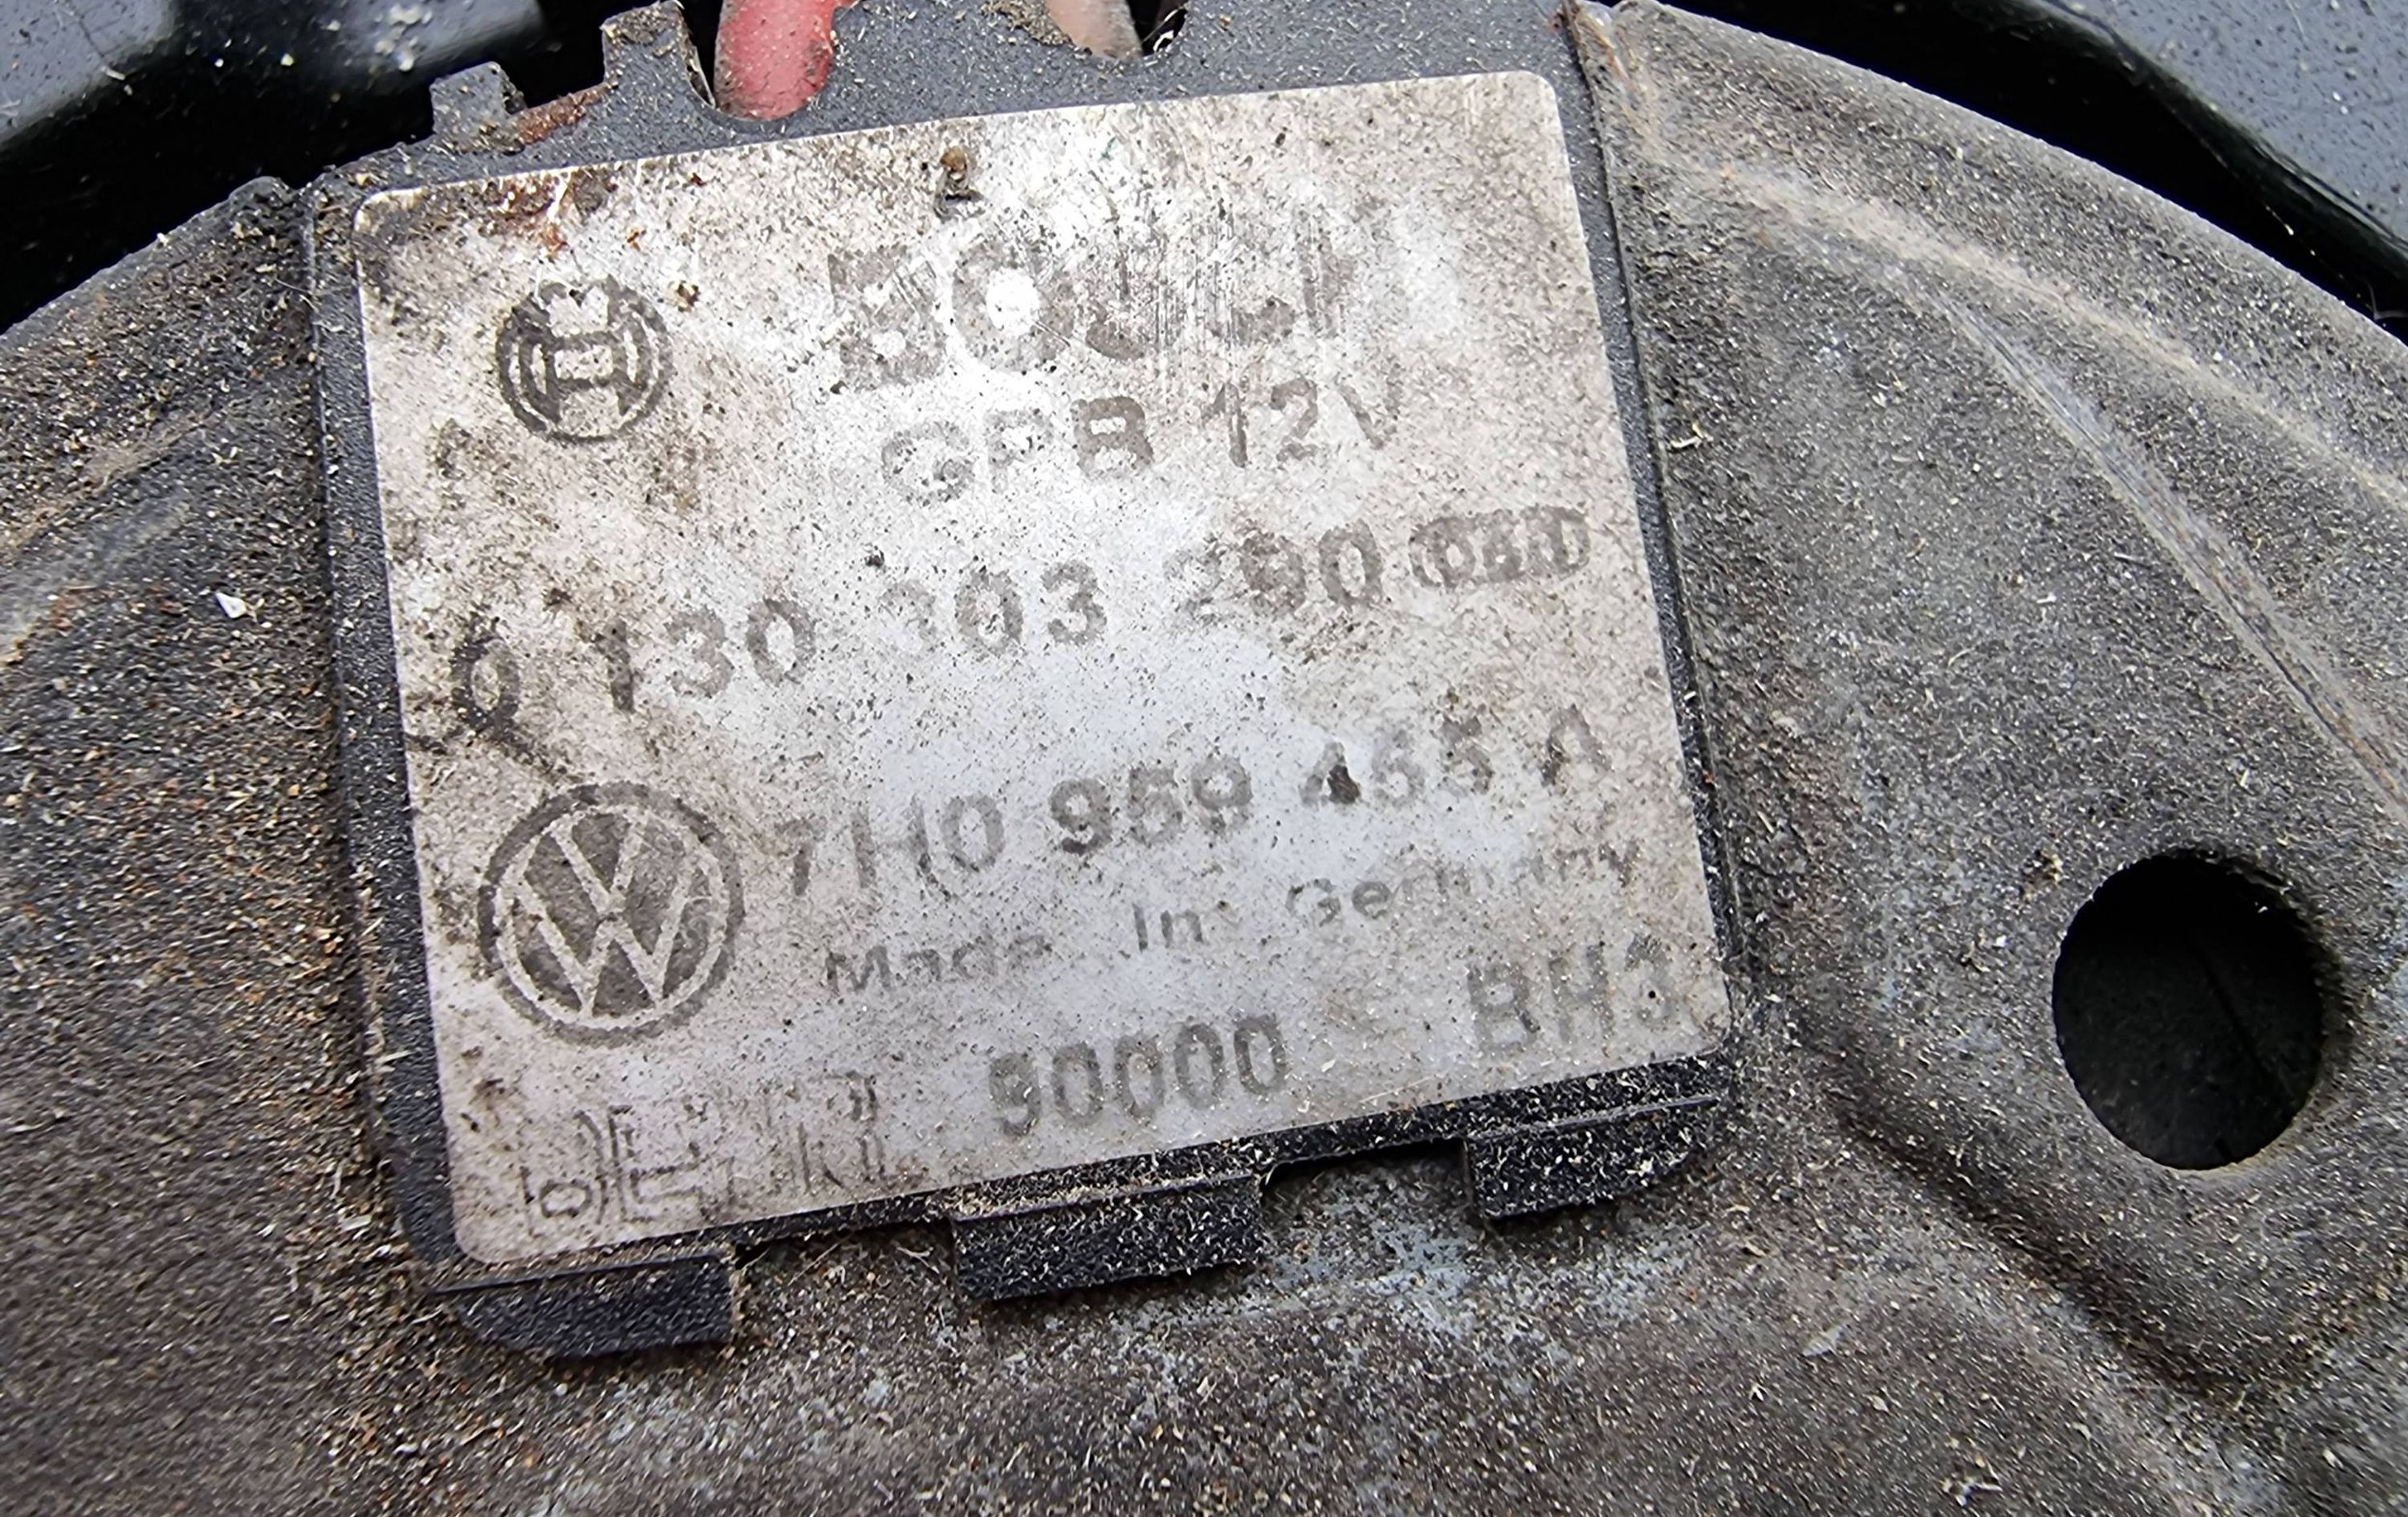 BOSCH
GPB 12V
0 130 303 290
7H0 959 455 A
Made in Germany
90000 BH3